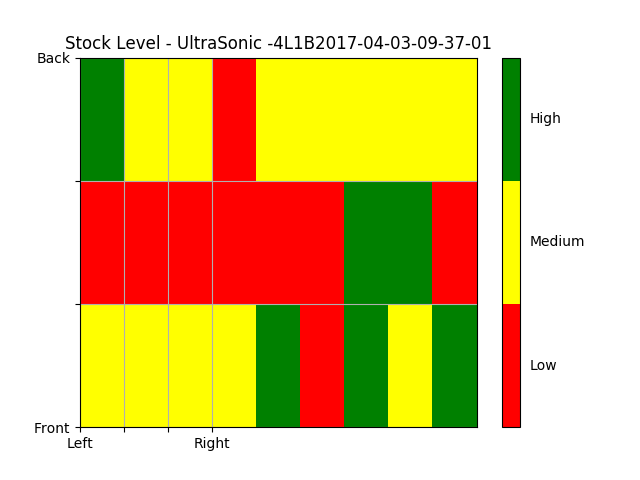 Stock Level - UltraSonic -4L1B2017-04-03-09-37-01
Back
High
Medium
Low
Front
Left
Right